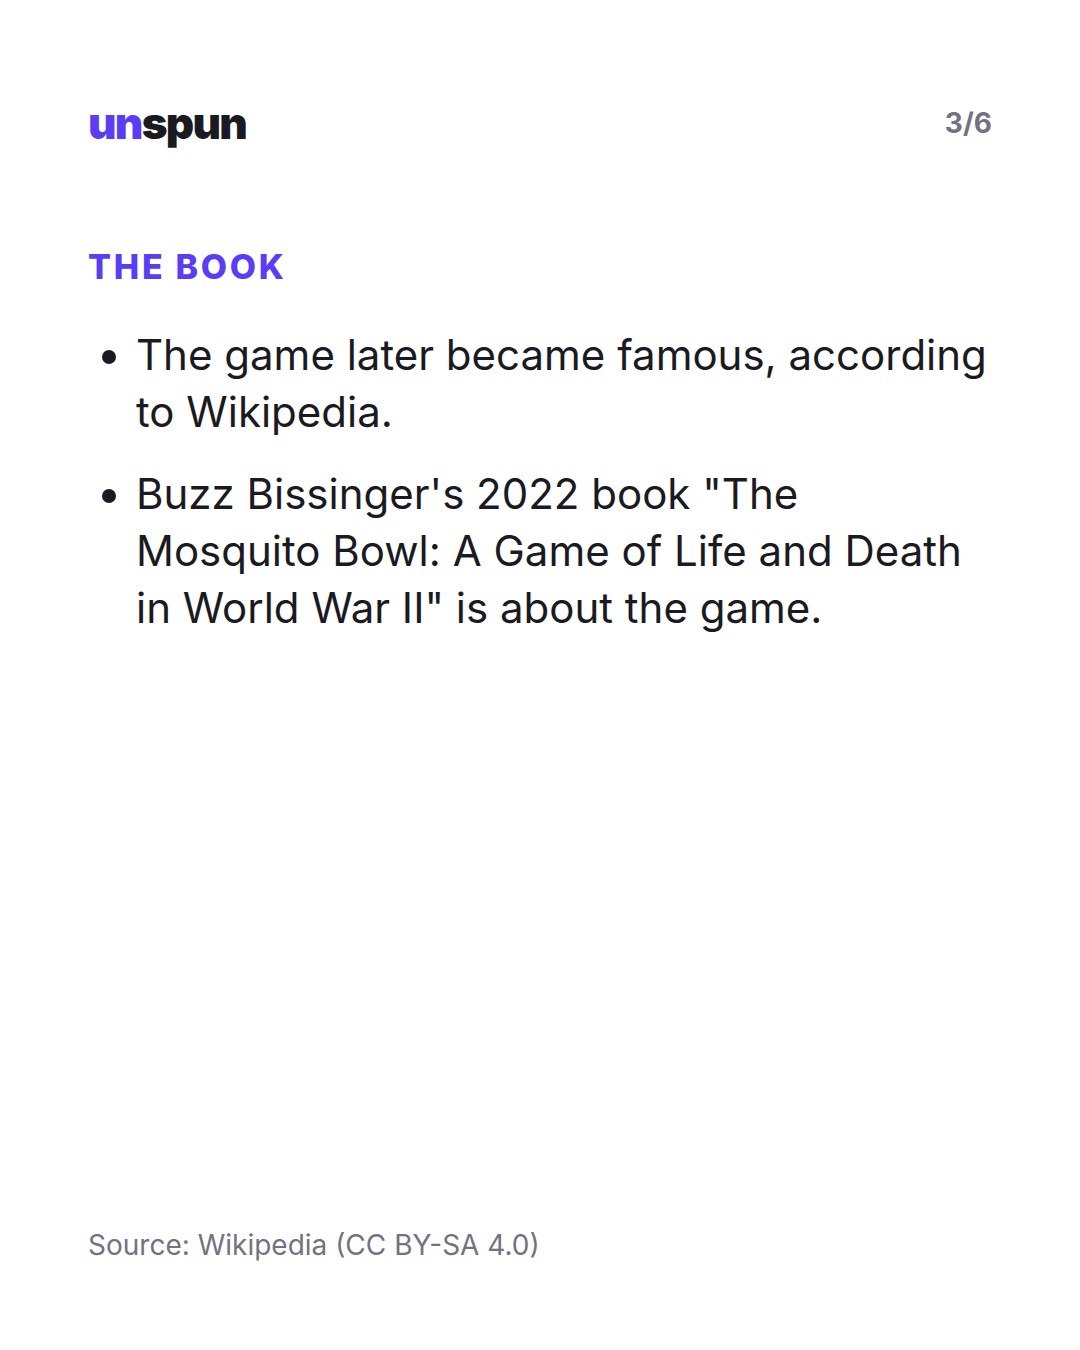 unspun
3/6
THE BOOK
• The game later became famous, according
to Wikipedia.
• Buzz Bissinger's 2022 book "The
Mosquito Bowl: A Game of Life and Death
in World War II" is about the game.
Source: Wikipedia (CC BY-SA 4.0)